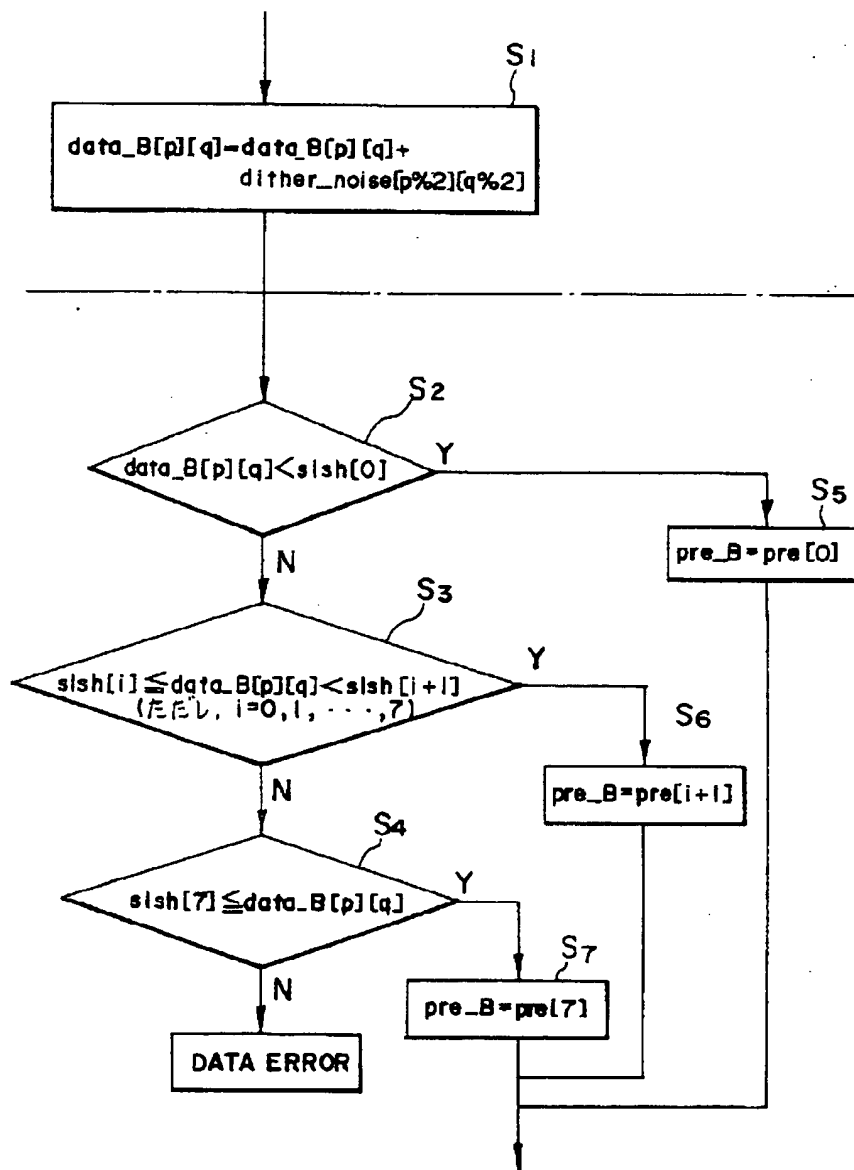 S1
data_B[p][q]=data_B[p][q]+
dither_noise[p%2][q%2]
S2
data_B[p][q]<slsh[0]
Y
S5
pre_B=pre[0]
N
S3
slsh[i]≦data_B[p][q]<slsh[i+1]
(ただし, i=0,1,···,7)
Y
S6
pre_B=pre[i+1]
N
S4
slsh[7]≦data_B[p][q]
Y
S7
pre_B=pre[7]
N
DATA ERROR